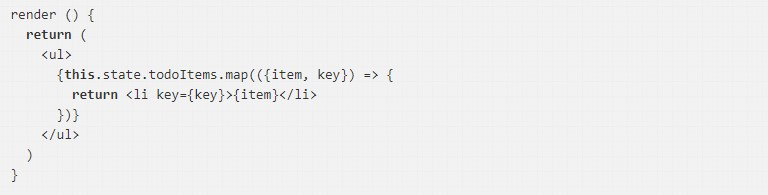 render () {
  return (
    <ul>
      {this.state.todoItems.map(({item, key}) => {
        return <li key={key}>{item}</li>
      })}
    </ul>
  )
}